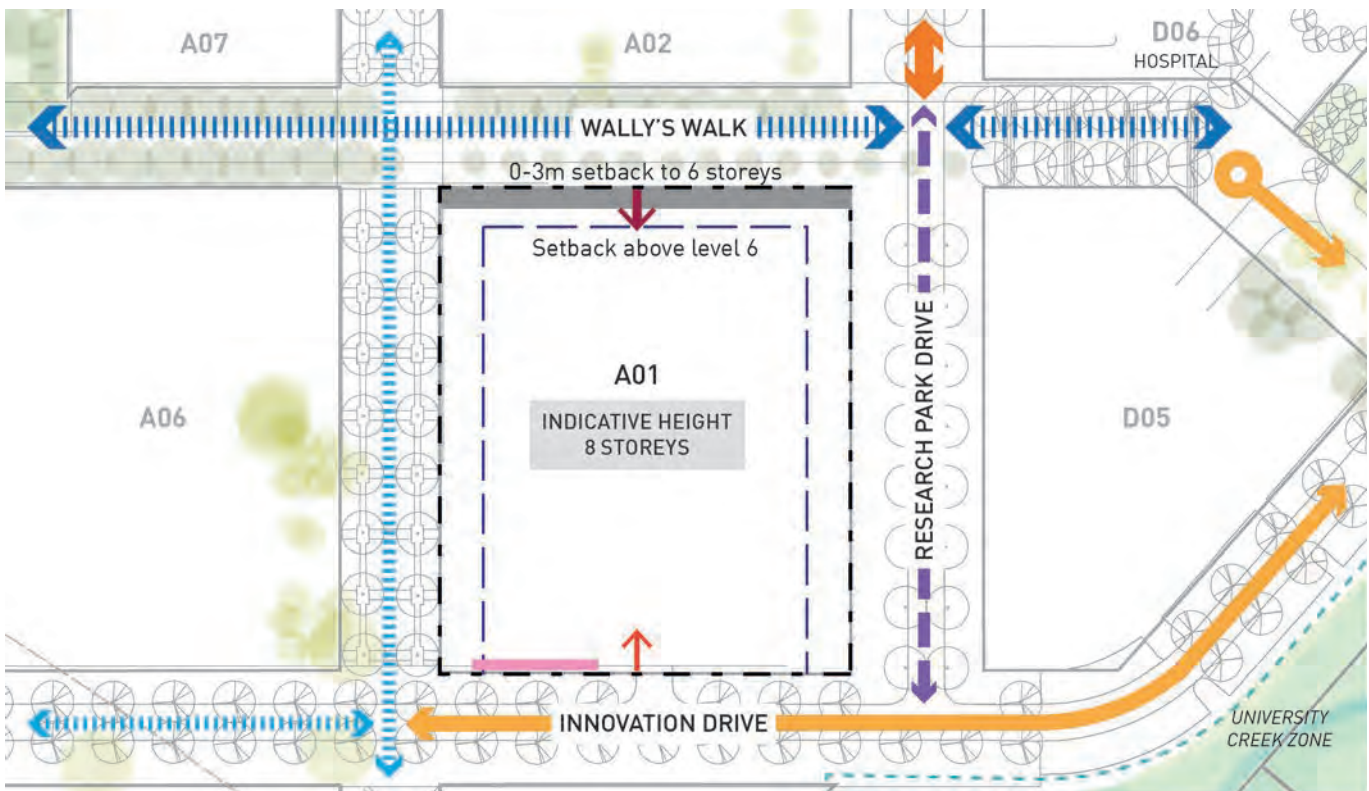 A07
A02
D06
HOSPITAL
WALLY'S WALK
0-3m setback to 6 storeys
Setback above level 6
A01
INDICATIVE HEIGHT
8 STOREYS
A06
D05
RESEARCH PARK DRIVE
INNOVATION DRIVE
UNIVERSITY
CREEK ZONE